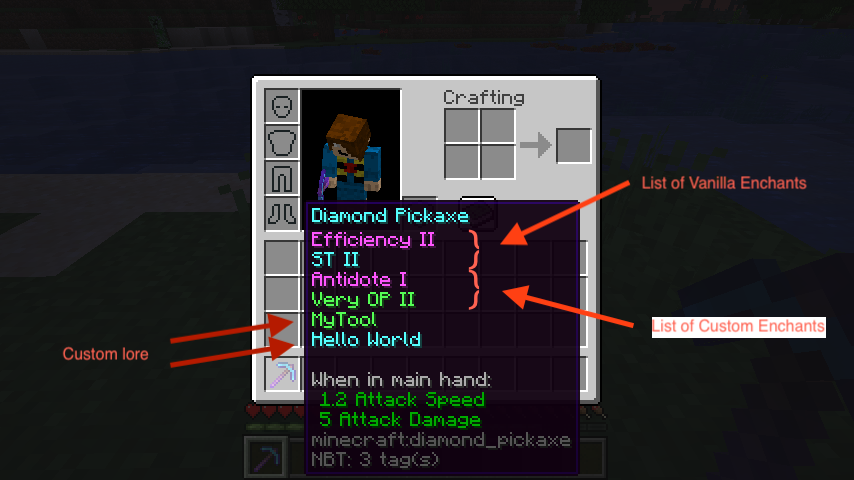 Crafting
List of Vanilla Enchants
Diamond Pickaxe
Efficiency II
ST II
Antidote I
Very OP II
MyTool
Hello World
List of Custom Enchants
Custom lore
When in main hand:
1.2 Attack Speed
5 Attack Damage
minecraft:diamond_pickaxe
NBT: 3 tag(s)